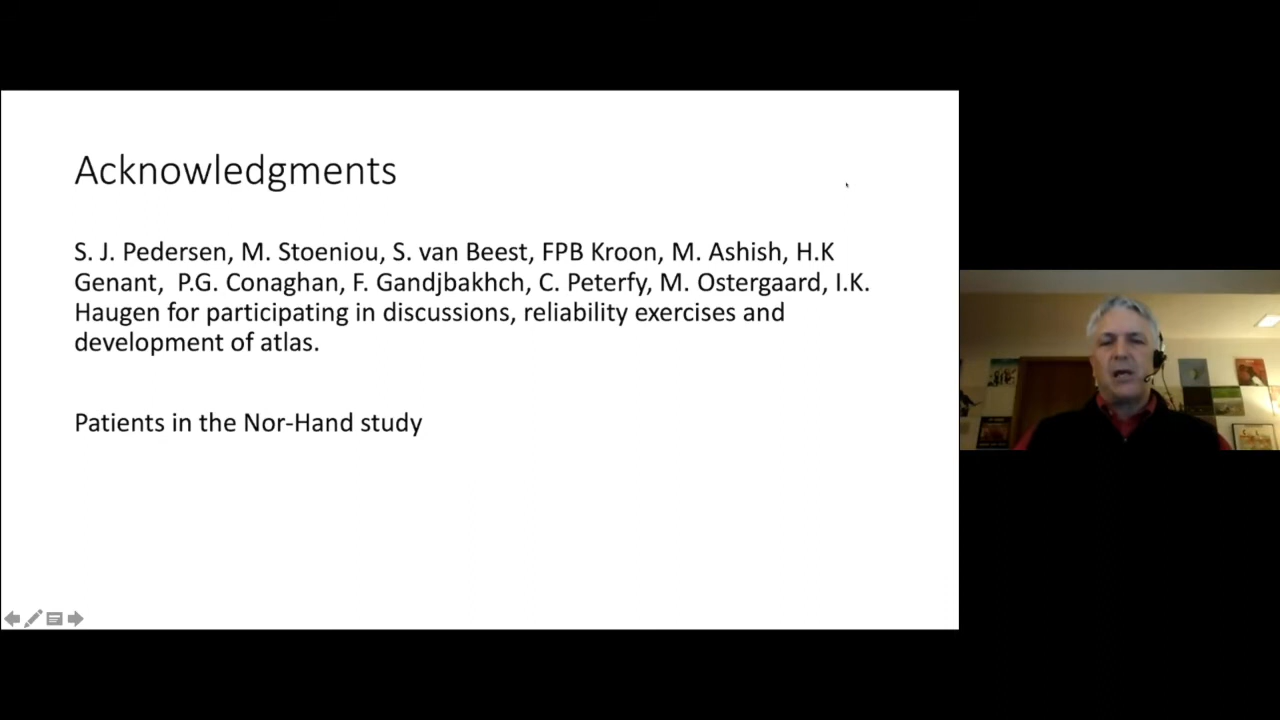 Acknowledgments
S. J. Pedersen, M. Stoeniou, S. van Beest, FPB Kroon, M. Ashish, H.K
Genant,  P.G. Conaghan, F. Gandjbakhch, C. Peterfy, M. Ostergaard, I.K.
Haugen for participating in discussions, reliability exercises and
development of atlas.
Patients in the Nor-Hand study